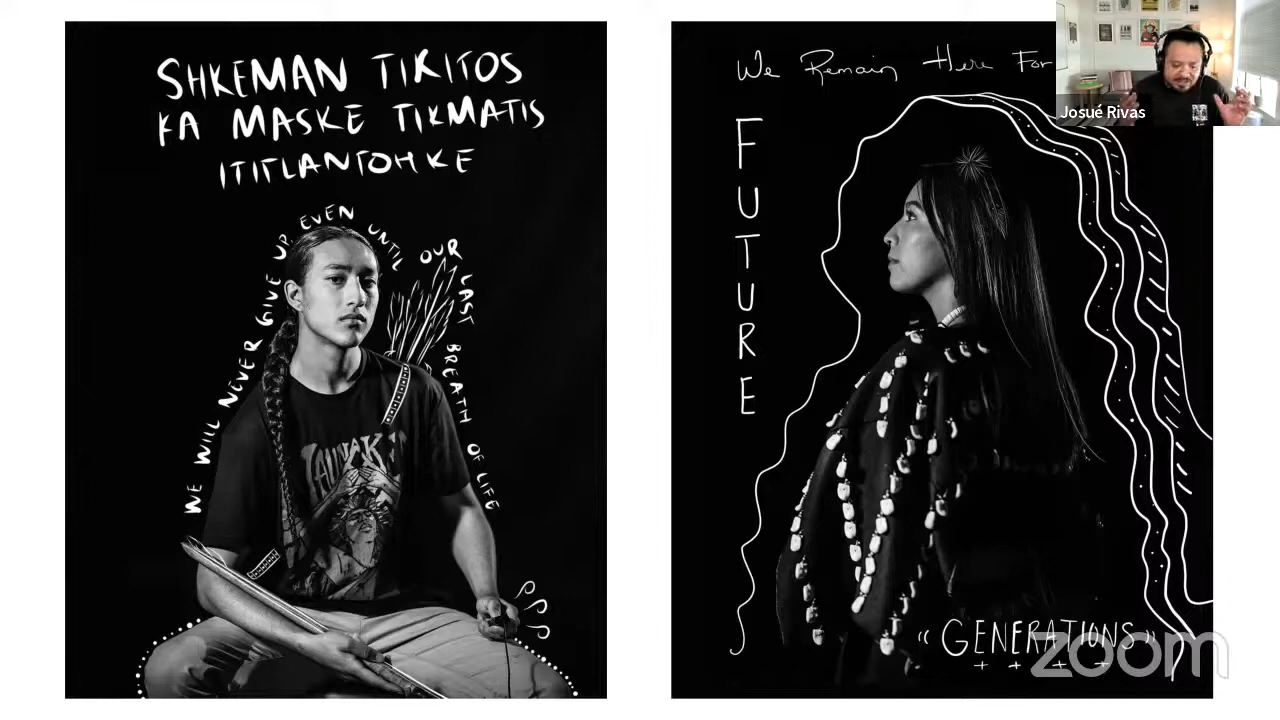 SHKEMAN TIKITOS
KA MASKE TIKMATIS
ITITLANTOHKE
WE WILL NEVER GIVE UP EVEN UNTIL
OUR LAST BREATH OF LIFE
We Remain Here For
FUTURE
"GENERATIONS"
Josué Rivas
zoom